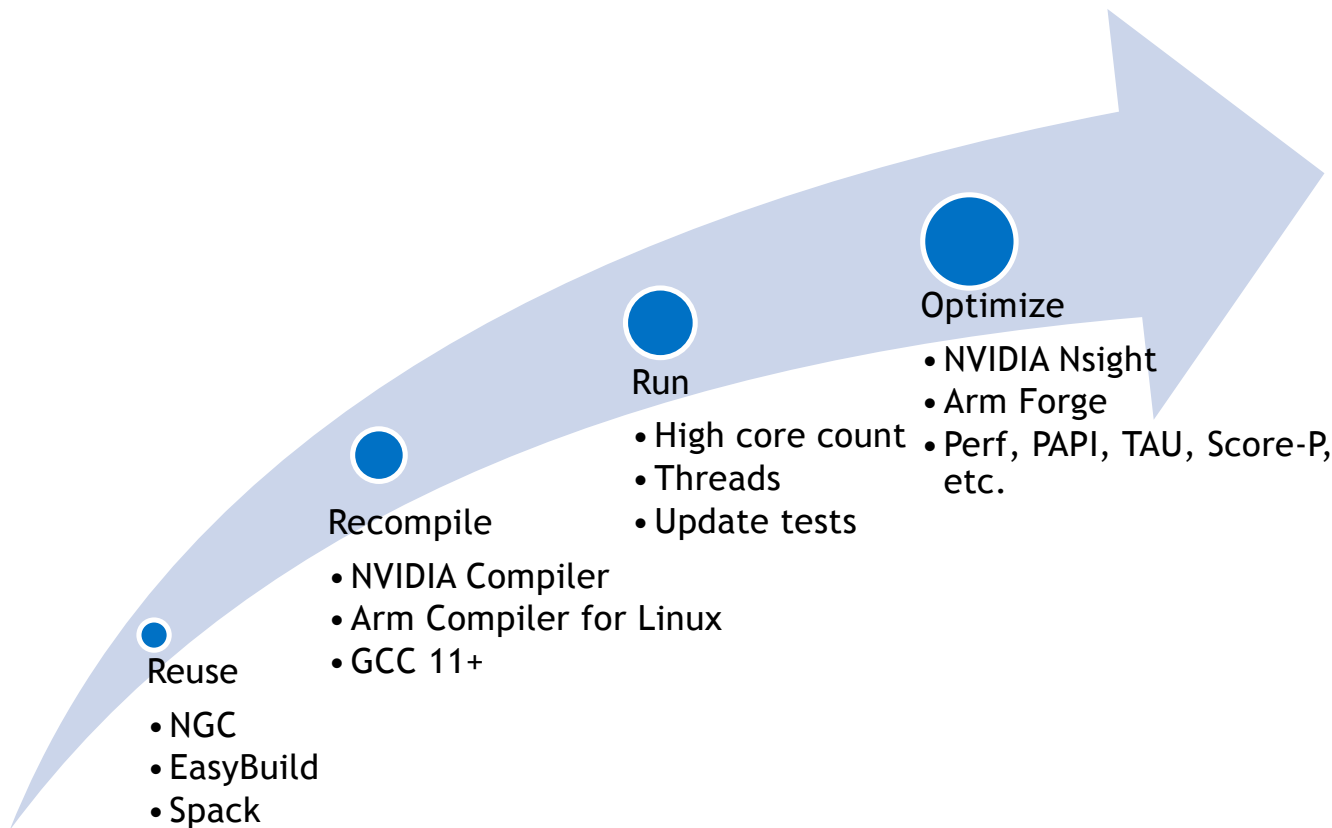 Reuse
• NGC
• EasyBuild
• Spack
Recompile
• NVIDIA Compiler
• Arm Compiler for Linux
• GCC 11+
Run
• High core count
• Threads
• Update tests
Optimize
• NVIDIA Nsight
• Arm Forge
• Perf, PAPI, TAU, Score-P,
etc.